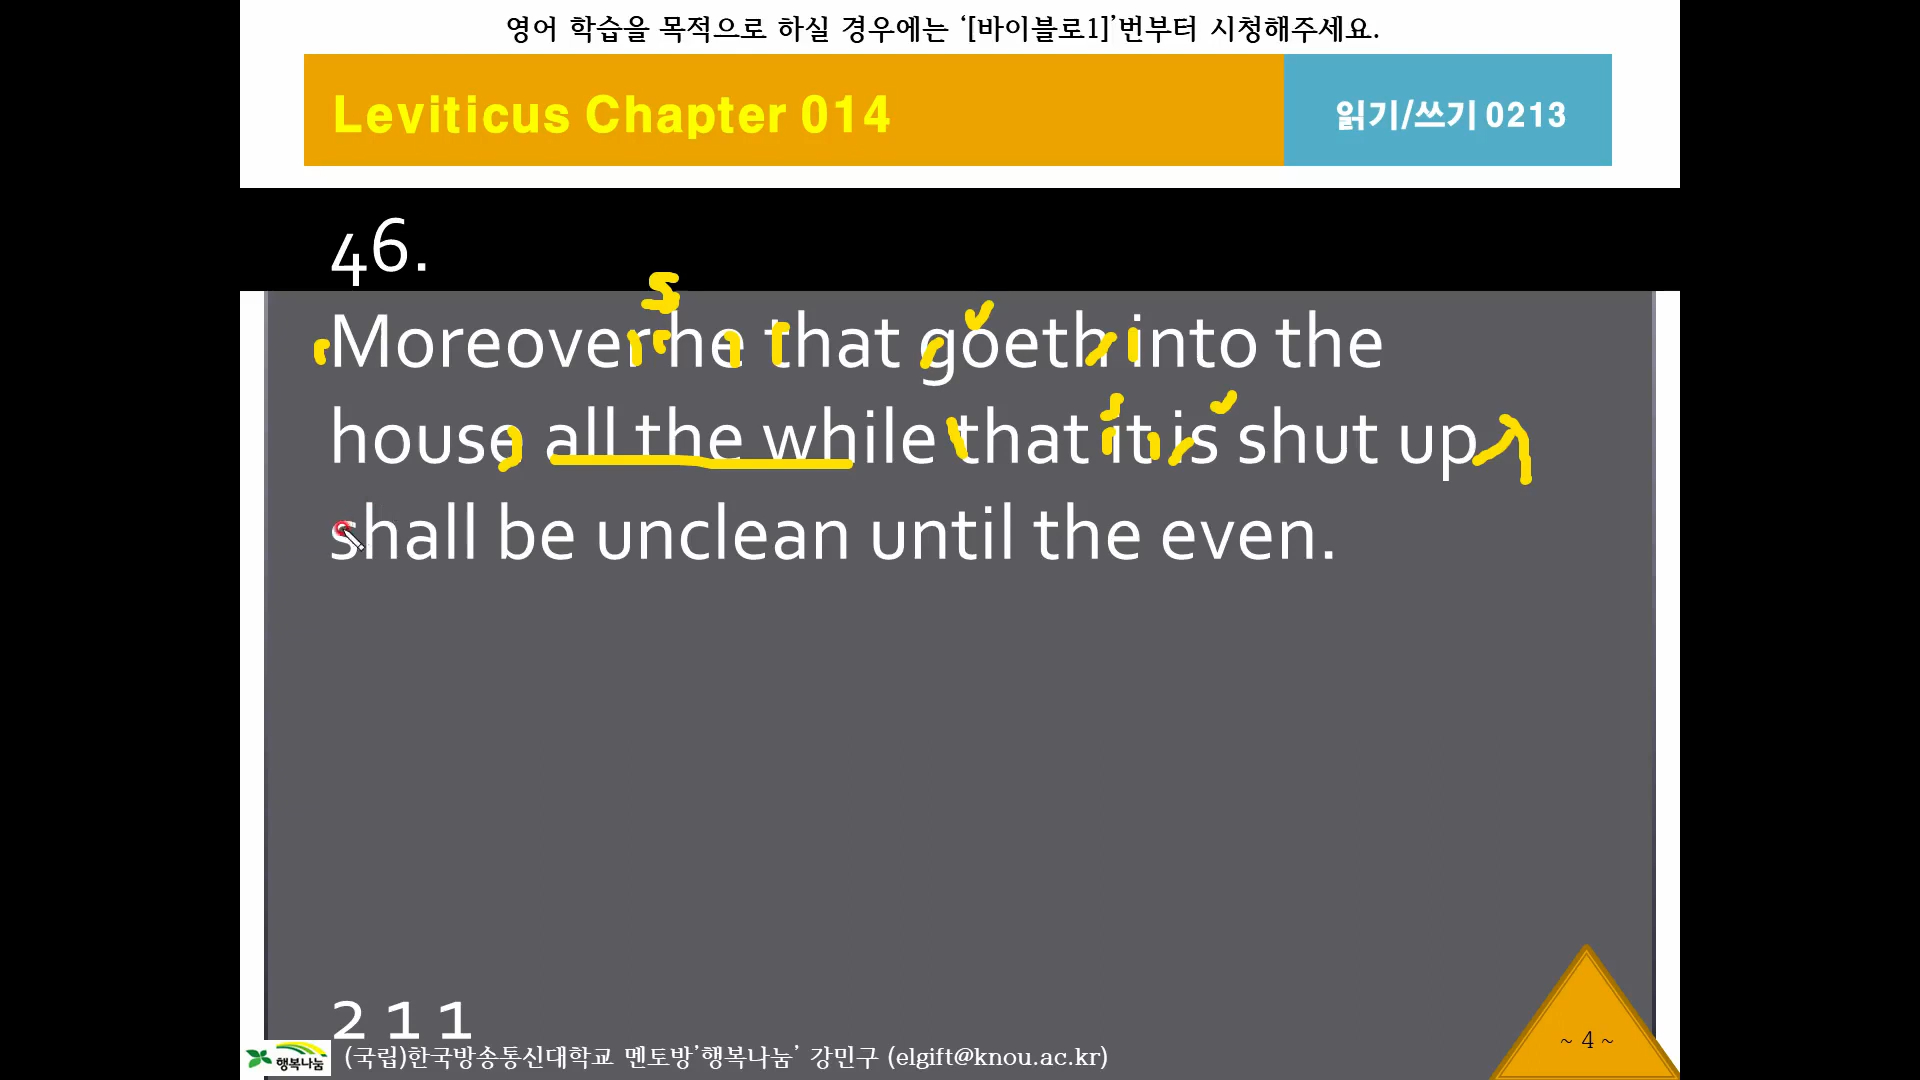 영어 학습을 목적으로 하실 경우에는 ‘[바이블로1]’번부터 시청해주세요.
Leviticus Chapter 014
읽기/쓰기 0213
46.
Moreover he that goeth into the
house all the while that it is shut up
shall be unclean until the even.
2 1 1
행복나눔
(국립)한국방송통신대학교 멘토방’행복나눔’ 강민구 (elgift@knou.ac.kr)
~ 4 ~